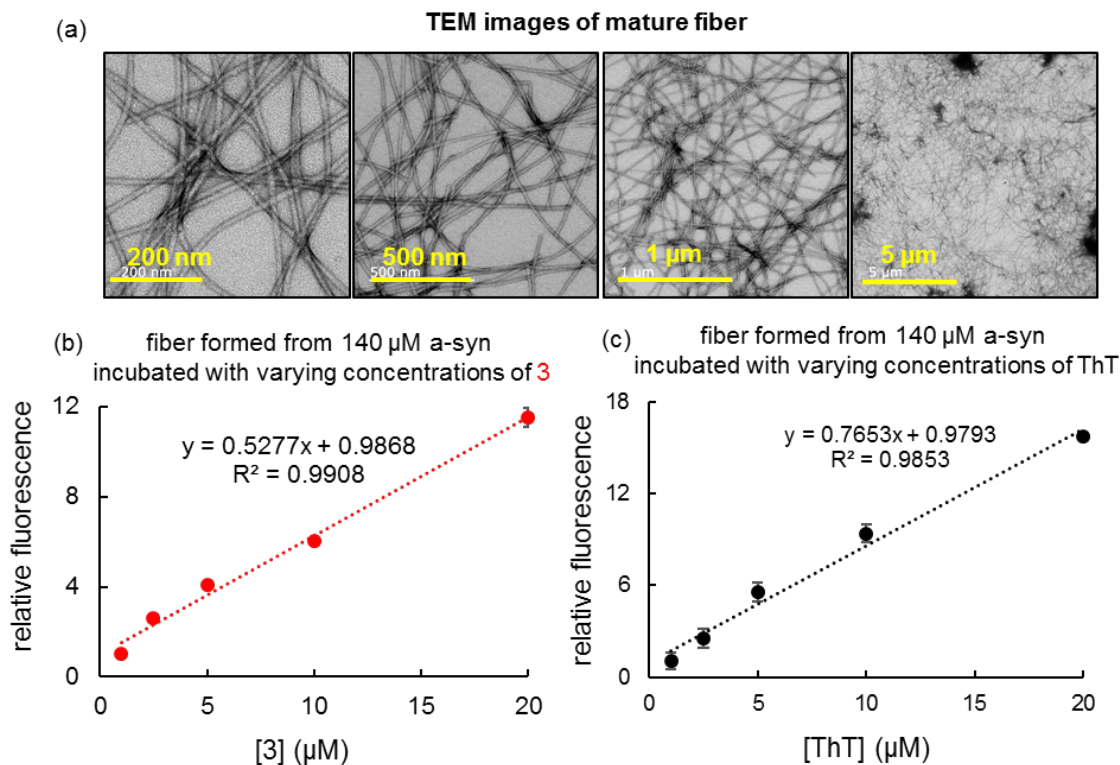 (a)
TEM images of mature fiber
200 nm
200 nm
500 nm
500 nm
1 µm
1 um
5 µm
5 µm
(b)
fiber formed from 140 µM a-syn
incubated with varying concentrations of 3
12
8
4
0
y = 0.5277x + 0.9868
R² = 0.9908
relative fluorescence
0 5 10 15 20
[3] (µM)
(c)
fiber formed from 140 µM a-syn
incubated with varying concentrations of ThT
18
12
6
0
y = 0.7653x + 0.9793
R² = 0.9853
relative fluorescence
0 5 10 15 20
[ThT] (µM)